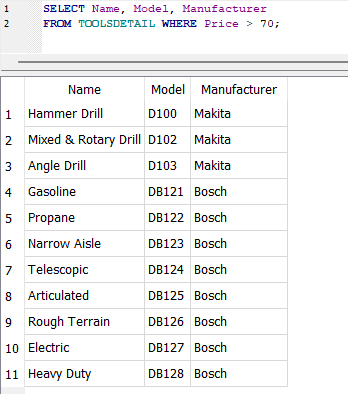 1 SELECT Name, Model, Manufacturer
2 FROM TOOLSDETAIL WHERE Price > 70;
Name Model Manufacturer
1 Hammer Drill D100 Makita
2 Mixed & Rotary Drill D102 Makita
3 Angle Drill D103 Makita
4 Gasoline DB121 Bosch
5 Propane DB122 Bosch
6 Narrow Aisle DB123 Bosch
7 Telescopic DB124 Bosch
8 Articulated DB125 Bosch
9 Rough Terrain DB126 Bosch
10 Electric DB127 Bosch
11 Heavy Duty DB128 Bosch